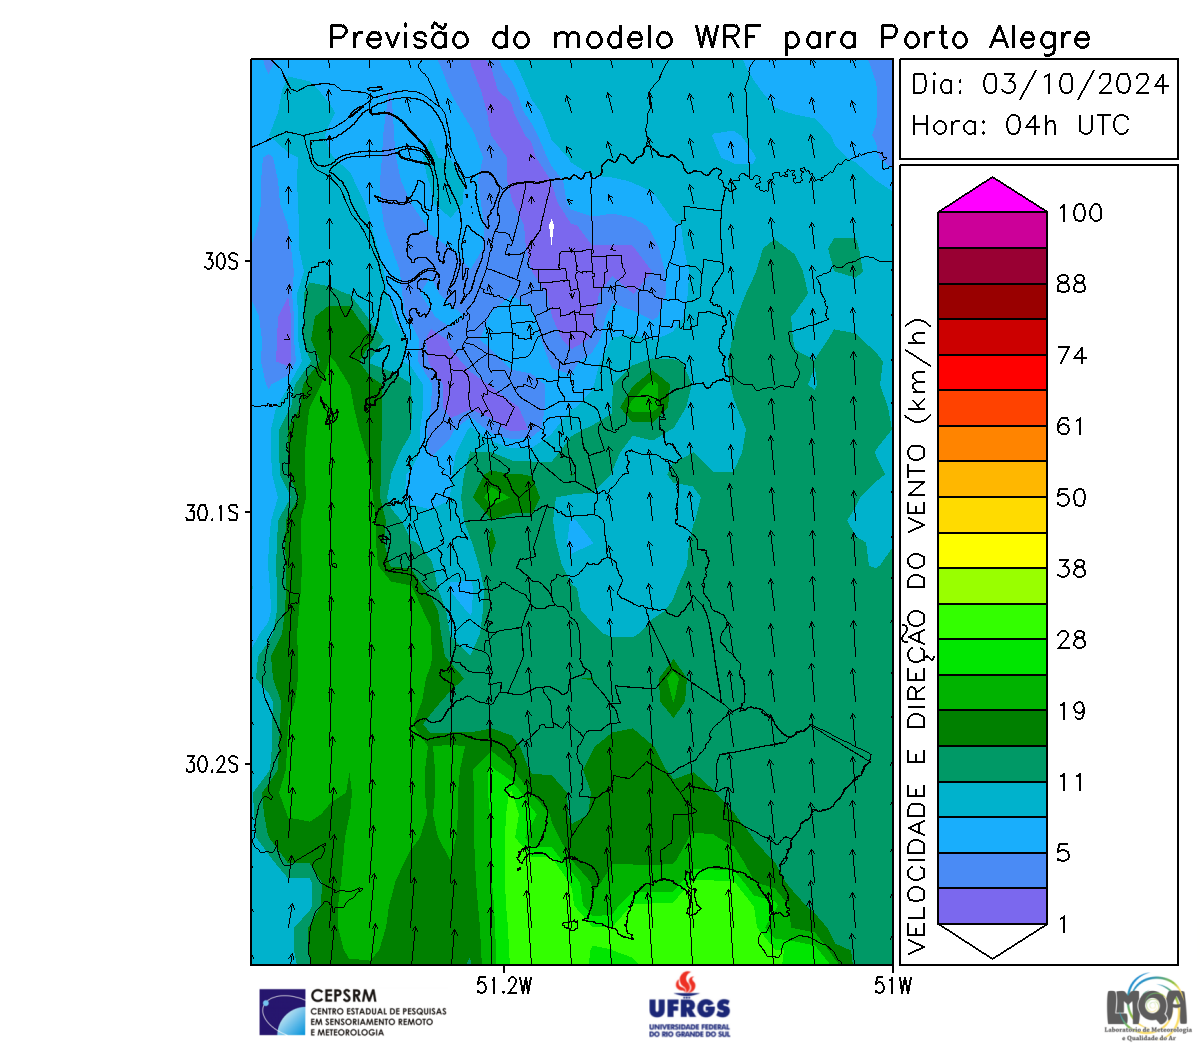 Previsão do modelo WRF para Porto Alegre
Dia: 03/10/2024
Hora: 04h UTC
30S
30.1S
30.2S
51.2W
51W
VELOCIDADE E DIREÇÃO DO VENTO (km/h)
100
88
74
61
50
38
28
19
11
5
1
CEPSRM
CENTRO ESTADUAL DE PESQUISAS
EM SENSORIAMENTO REMOTO
E METEOROLOGIA
UFRGS
UNIVERSIDADE FEDERAL
DO RIO GRANDE DO SUL
LMQA
Laboratório de Meteorologia
e Qualidade do Ar